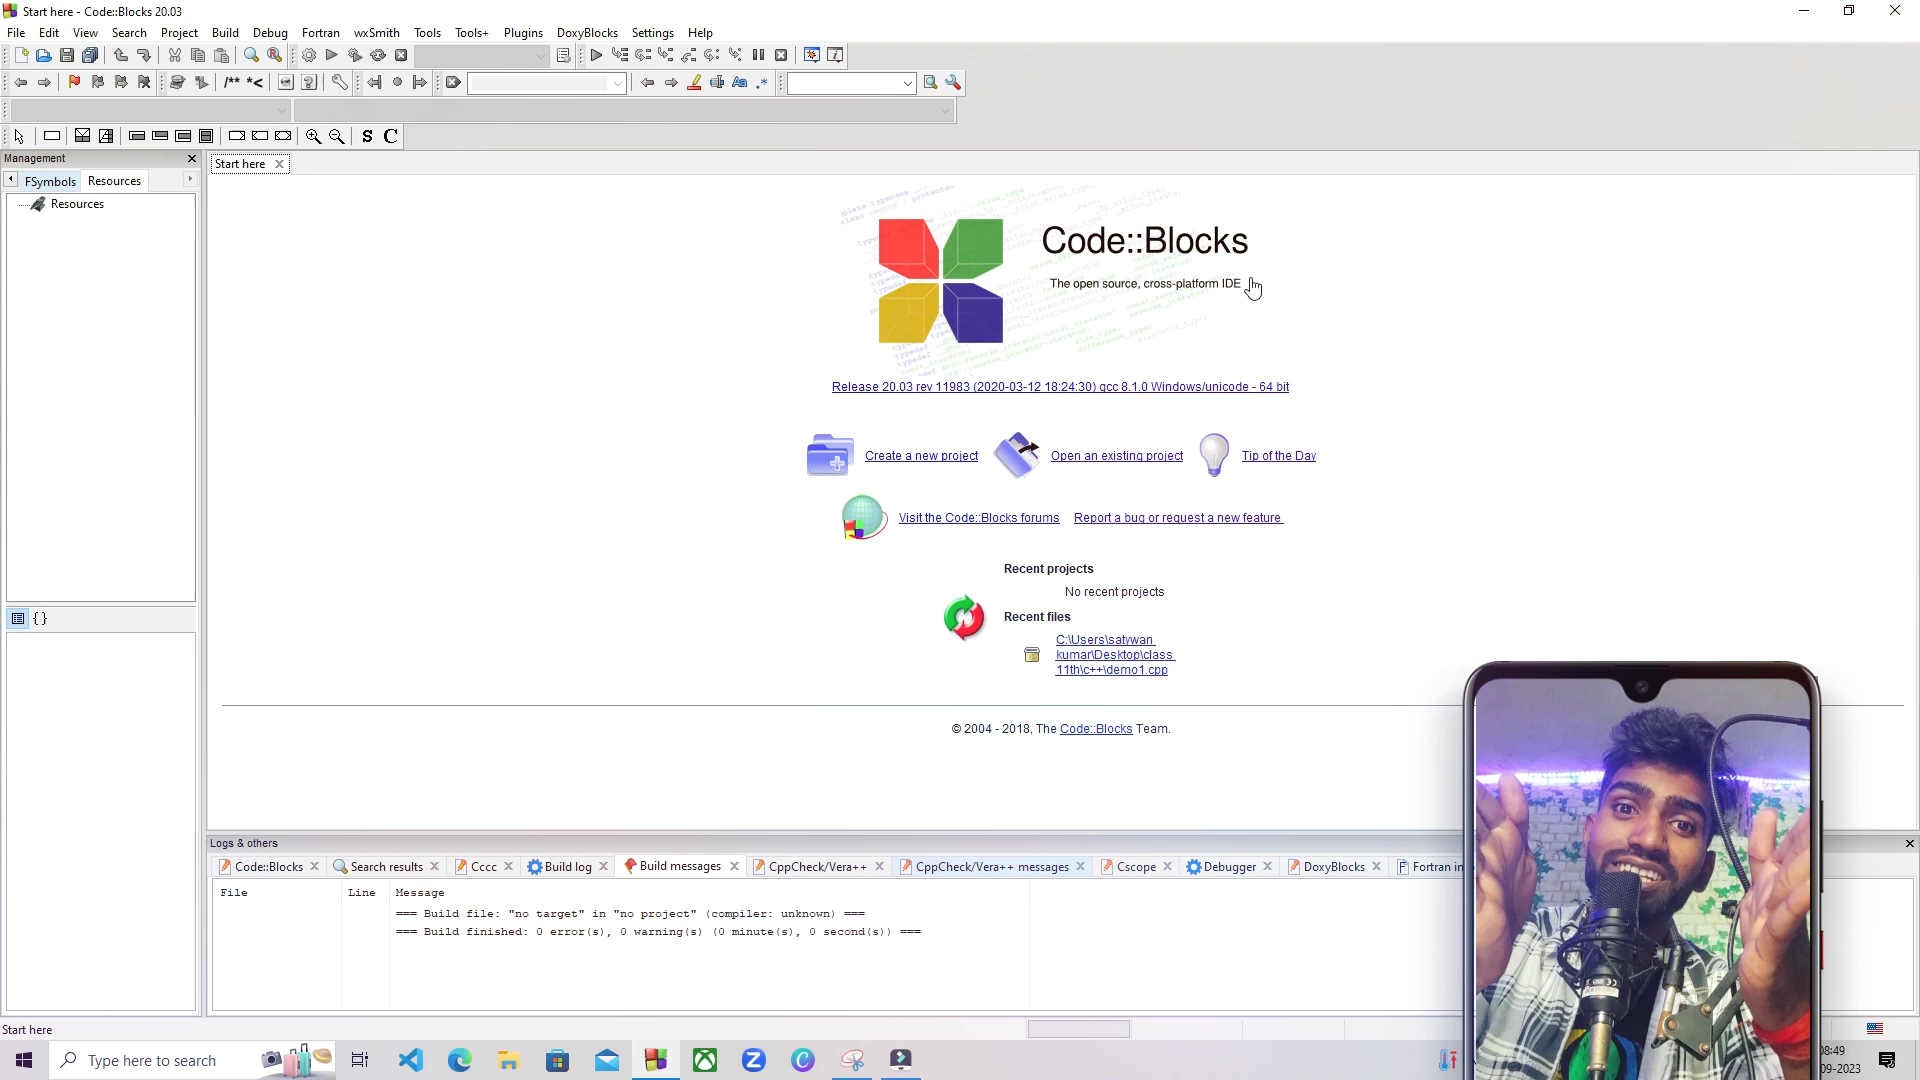 Start here - Code::Blocks 20.03
File Edit View Search Project Build Debug Fortran wxSmith Tools Tools+ Plugins DoxyBlocks Settings Help
/** *<
Aa .*
S C
Management
FSymbols Resources
Resources
{}
Start here
Code::Blocks
The open source, cross-platform IDE
Release 20.03 rev 11983 (2020-03-12 18:24:30) gcc 8.1.0 Windows/unicode - 64 bit
Create a new project Open an existing project Tip of the Day
Visit the Code::Blocks forums Report a bug or request a new feature
Recent projects
No recent projects
Recent files
C:\Users\satywan
kumar\Desktop\class
11th\c++\demo1.cpp
© 2004 - 2018, The Code::Blocks Team.
Logs & others
Code::Blocks Search results Cccc Build log Build messages CppCheck/Vera++ CppCheck/Vera++ messages Cscope Debugger DoxyBlocks Fortran in
File Line Message
=== Build file: "no target" in "no project" (compiler: unknown) ===
=== Build finished: 0 error(s), 0 warning(s) (0 minute(s), 0 second(s)) ===
Start here
Type here to search
08:49
09-2023